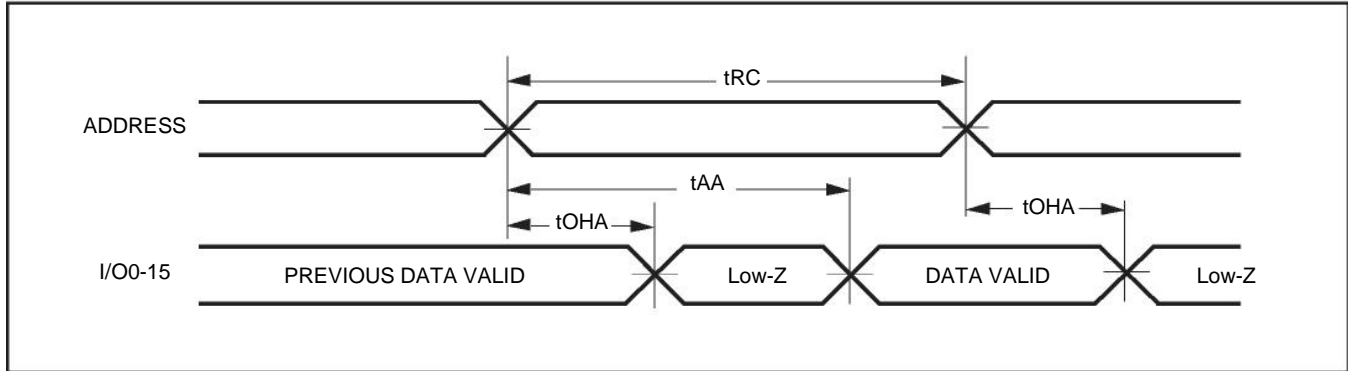 tRC
ADDRESS
tAA
tOHA
tOHA
I/O0-15
PREVIOUS DATA VALID
Low-Z
DATA VALID
Low-Z